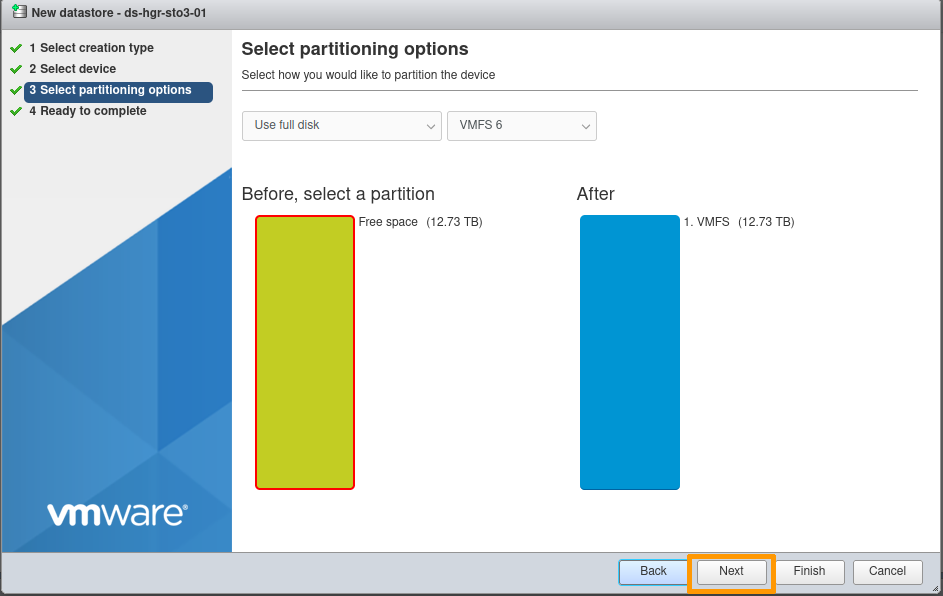 New datastore - ds-hgr-sto3-01
1 Select creation type
2 Select device
3 Select partitioning options
4 Ready to complete
Select partitioning options
Select how you would like to partition the device
Use full disk
VMFS 6
Before, select a partition
After
Free space (12.73 TB)
1. VMFS (12.73 TB)
vmware®
Back
Next
Finish
Cancel